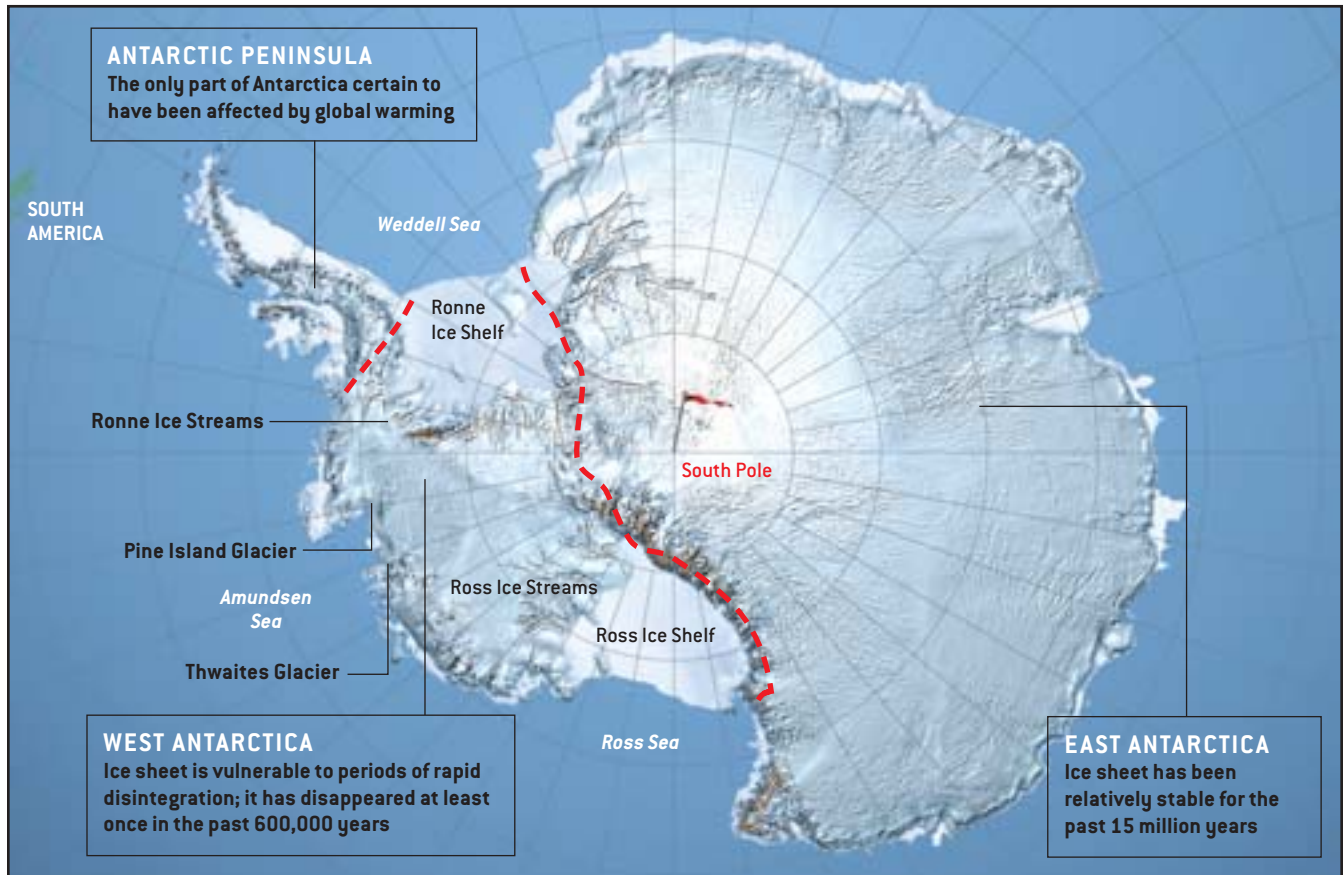 ANTARCTIC PENINSULA
The only part of Antarctica certain to
have been affected by global warming
SOUTH
AMERICA
Weddell Sea
Ronne
Ice Shelf
Ronne Ice Streams
South Pole
Pine Island Glacier
Amundsen
Sea
Ross Ice Streams
Ross Ice Shelf
Thwaites Glacier
WEST ANTARCTICA
Ice sheet is vulnerable to periods of rapid
disintegration; it has disappeared at least
once in the past 600,000 years
Ross Sea
EAST ANTARCTICA
Ice sheet has been
relatively stable for the
past 15 million years